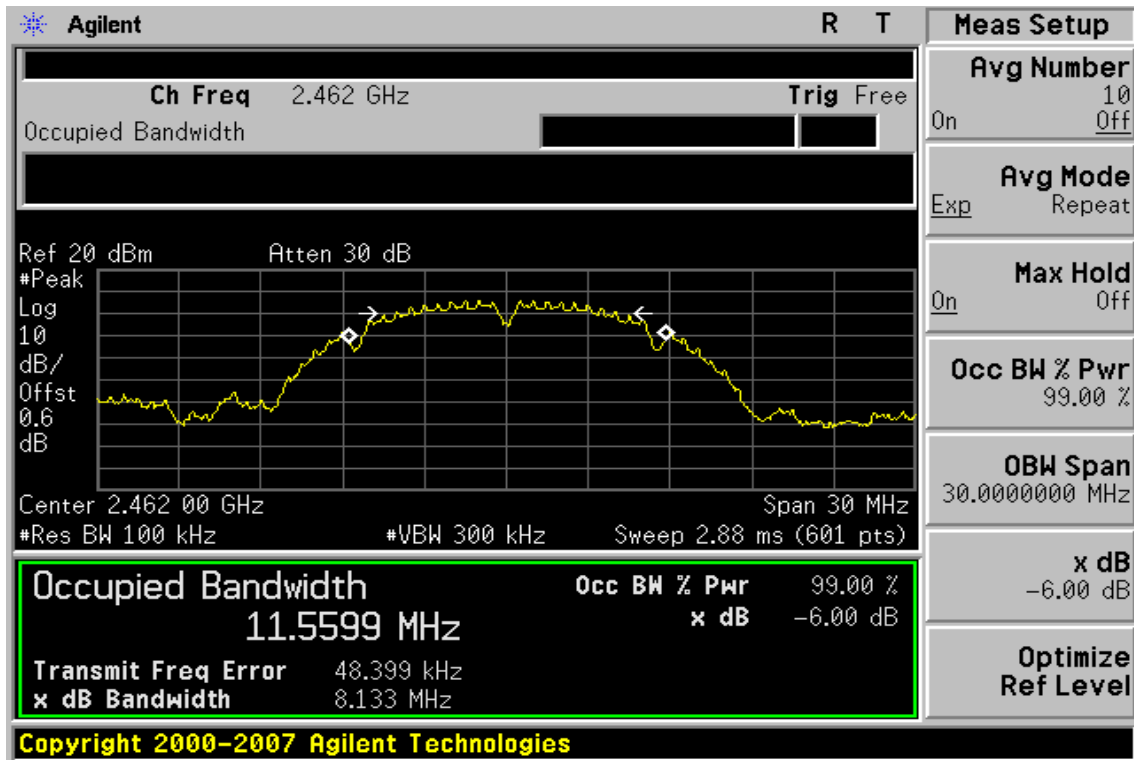 Agilent R T
Ch Freq 2.462 GHz Trig Free
Occupied Bandwidth
Ref 20 dBm Atten 30 dB
#Peak
Log
10
dB/
Offst
0.6
dB
Center 2.462 00 GHz Span 30 MHz
#Res BW 100 kHz #VBW 300 kHz Sweep 2.88 ms (601 pts)
Occupied Bandwidth
11.5599 MHz
Occ BW % Pwr 99.00 %
x dB -6.00 dB
Transmit Freq Error 48.399 kHz
x dB Bandwidth 8.133 MHz
Copyright 2000-2007 Agilent Technologies
Meas Setup
Avg Number
10
On Off
Avg Mode
Exp Repeat
Max Hold
On Off
Occ BW % Pwr
99.00 %
OBW Span
30.0000000 MHz
x dB
-6.00 dB
Optimize
Ref Level